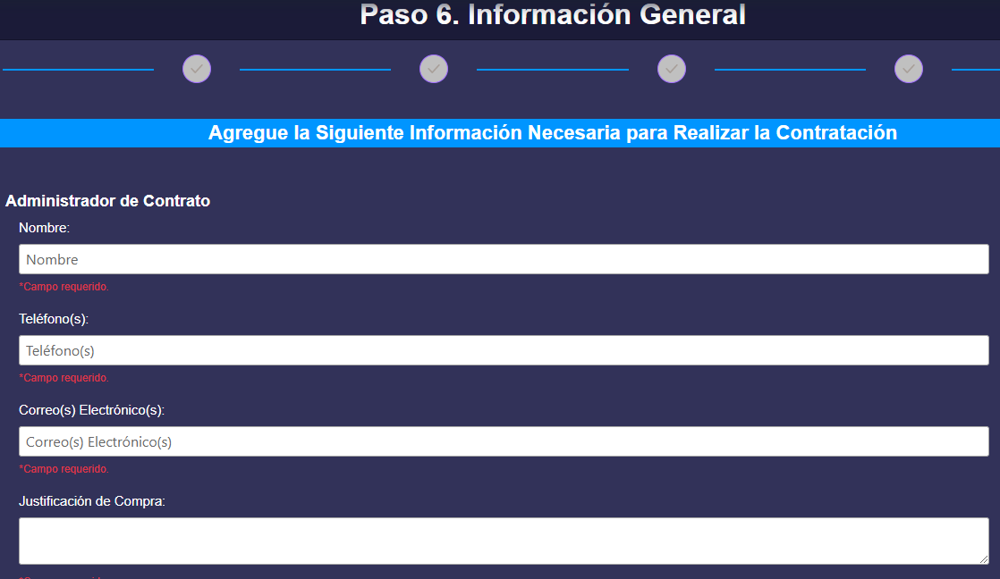 Paso 6. Información General
Agregue la Siguiente Información Necesaria para Realizar la Contratación
Administrador de Contrato
Nombre:
Nombre
*Campo requerido.
Teléfono(s):
Teléfono(s)
*Campo requerido.
Correo(s) Electrónico(s):
Correo(s) Electrónico(s)
*Campo requerido.
Justificación de Compra: